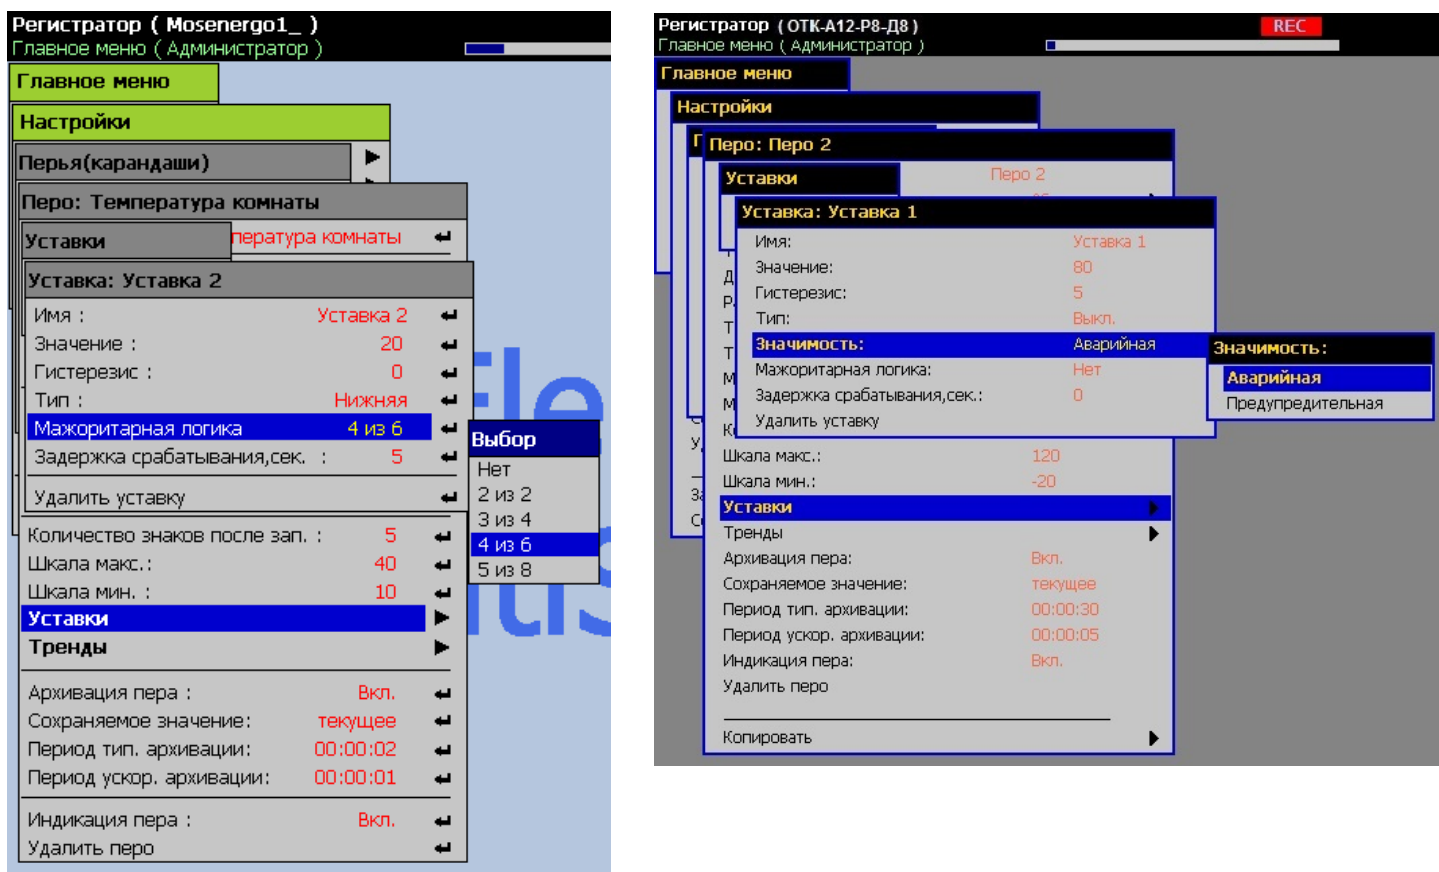 Регистратор ( Mosenergo1_ )
Главное меню ( Администратор )
Главное меню
Настройки
Перья(карандаши)
Перо: Температура комнаты
Уставки
пература комнаты
Уставка: Уставка 2
Имя : Уставка 2
Значение : 20
Гистерезис : 0
Тип : Нижняя
Мажоритарная логика 4 из 6
Задержка срабатывания,сек. : 5
Удалить уставку
Выбор
Нет
2 из 2
3 из 4
4 из 6
5 из 8
Количество знаков после зап. : 5
Шкала макс.: 40
Шкала мин. : 10
Уставки
Тренды
Архивация пера : Вкл.
Сохраняемое значение: текущее
Период тип. архивации: 00:00:02
Период ускор. архивации: 00:00:01
Индикация пера : Вкл.
Удалить перо
Регистратор ( ОТК-А12-Р8-Д8 )
REC
Главное меню ( Администратор )
Главное меню
Настройки
Перо: Перо 2
Перо 2
Уставки
Уставка: Уставка 1
Имя: Уставка 1
Значение: 80
Гистерезис: 5
Тип: Выкл.
Значимость: Аварийная
Мажоритарная логика: Нет
Задержка срабатывания,сек.: 0
Удалить уставку
Значимость:
Аварийная
Предупредительная
Шкала макс.: 120
Шкала мин.: -20
Уставки
Тренды
Архивация пера: Вкл.
Сохраняемое значение: текущее
Период тип. архивации: 00:00:30
Период ускор. архивации: 00:00:05
Индикация пера: Вкл.
Удалить перо
Копировать